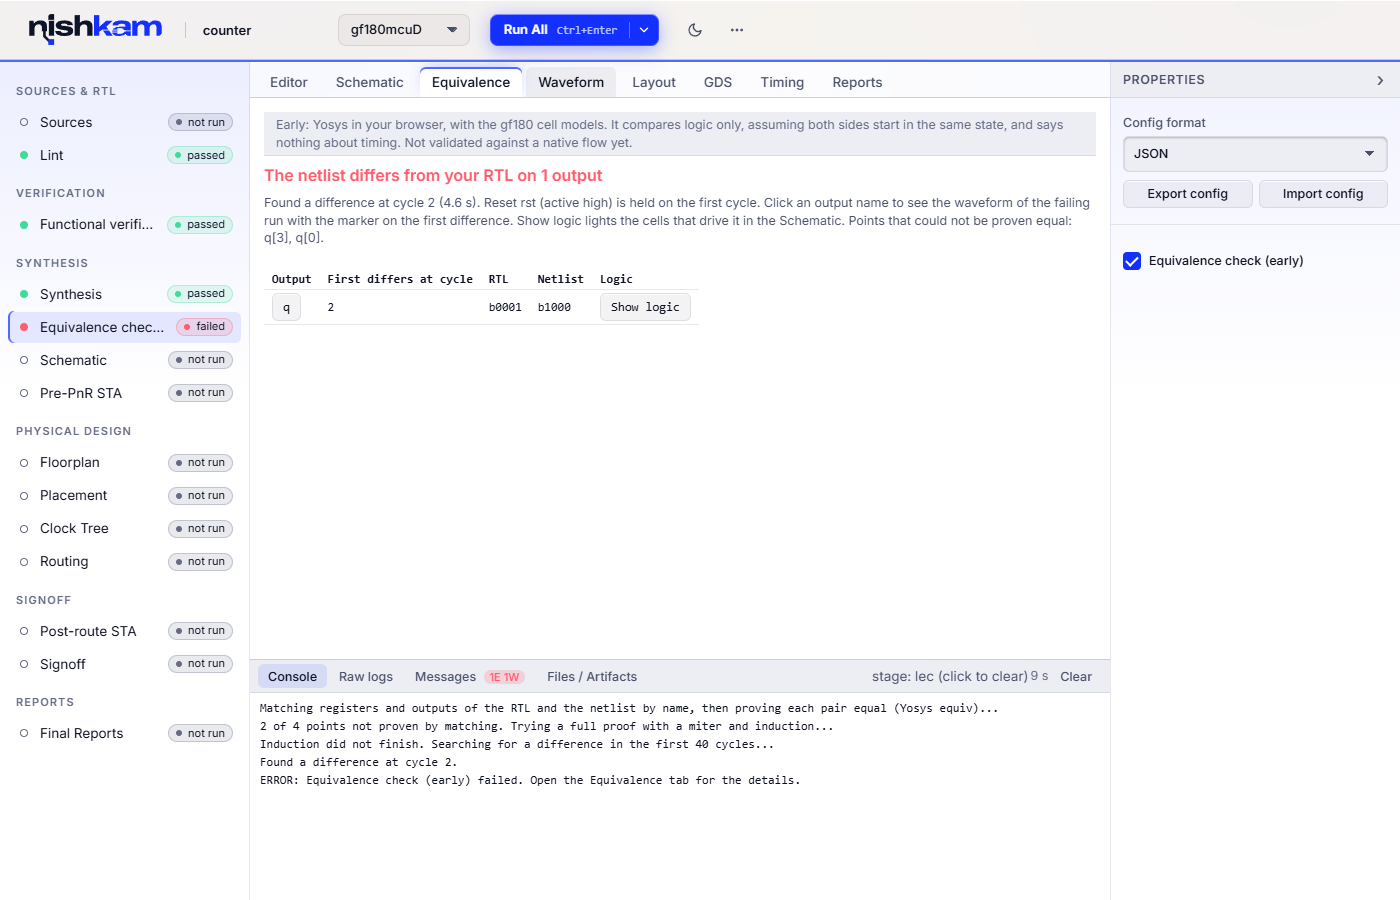 nishkam
counter
gf180mcuD
Run All Ctrl+Enter
SOURCES & RTL
Sources not run
Lint passed
VERIFICATION
Functional verifi... passed
SYNTHESIS
Synthesis passed
Equivalence chec... failed
Schematic not run
Pre-PnR STA not run
PHYSICAL DESIGN
Floorplan not run
Placement not run
Clock Tree not run
Routing not run
SIGNOFF
Post-route STA not run
Signoff not run
REPORTS
Final Reports not run
Editor Schematic Equivalence Waveform Layout GDS Timing Reports
Early: Yosys in your browser, with the gf180 cell models. It compares logic only, assuming both sides start in the same state, and says
nothing about timing. Not validated against a native flow yet.
The netlist differs from your RTL on 1 output
Found a difference at cycle 2 (4.6 s). Reset rst (active high) is held on the first cycle. Click an output name to see the waveform of the failing
run with the marker on the first difference. Show logic lights the cells that drive it in the Schematic. Points that could not be proven equal:
q[3], q[0].
Output First differs at cycle RTL Netlist Logic
q 2 b0001 b1000 Show logic
Console Raw logs Messages 1E 1W Files / Artifacts stage: lec (click to clear) 9 s Clear
Matching registers and outputs of the RTL and the netlist by name, then proving each pair equal (Yosys equiv)...
2 of 4 points not proven by matching. Trying a full proof with a miter and induction...
Induction did not finish. Searching for a difference in the first 40 cycles...
Found a difference at cycle 2.
ERROR: Equivalence check (early) failed. Open the Equivalence tab for the details.
PROPERTIES
Config format
JSON
Export config Import config
Equivalence check (early)